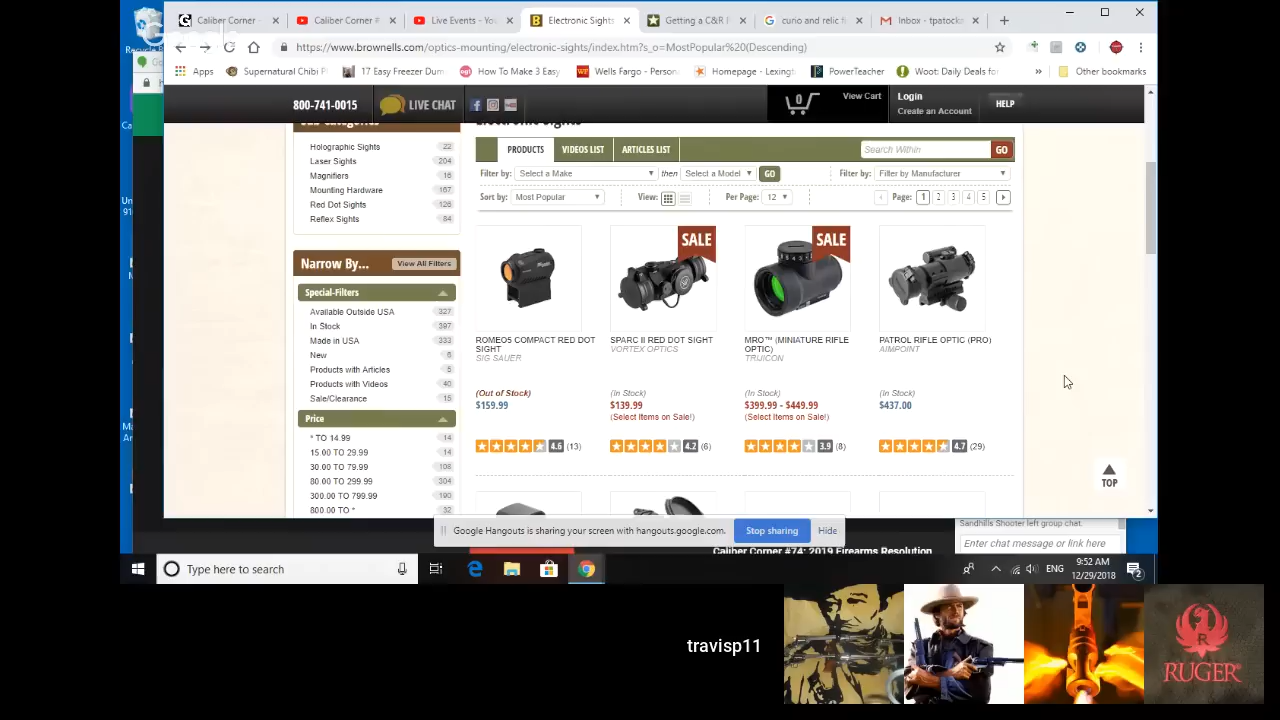 Caliber Corner -
Caliber Corner #
Live Events - Yo
Electronic Sights
Getting a C&R
curio and relic f
Inbox - tpatock
https://www.brownells.com/optics-mounting/electronic-sights/index.htm?s_o=MostPopular%20(Descending)
Apps
Supernatural Chibi P
17 Easy Freezer Dum
How To Make 3 Easy
Wells Fargo - Person
Homepage - Lexingt
PowerTeacher
Woot: Daily Deals for
Other bookmarks
800-741-0015
LIVE CHAT
0
View Cart
Login
Create an Account
HELP
Sub Categories
Electronic Sights
Holographic Sights 22
Laser Sights 204
Magnifiers 16
Mounting Hardware 167
Red Dot Sights 126
Reflex Sights 84
PRODUCTS
VIDEOS LIST
ARTICLES LIST
Search Within
GO
Filter by: Select a Make then Select a Model GO
Filter by: Filter by Manufacturer
Sort by: Most Popular
View:
Per Page: 12
Page: 1 2 3 4 5
Narrow By...
View All Filters
Special-Filters
Available Outside USA 327
In Stock 397
Made in USA 333
New 6
Products with Articles 5
Products with Videos 40
Sale/Clearance 15
Price
* TO 14.99 14
15.00 TO 29.99 14
30.00 TO 79.99 108
80.00 TO 299.99 304
300.00 TO 799.99 190
800.00 TO * 32
ROMEO5 COMPACT RED DOT
SIGHT
SIG SAUER
(Out of Stock)
$159.99
4.6 (13)
SALE
SPARC II RED DOT SIGHT
VORTEX OPTICS
(In Stock)
$139.99
(Select Items on Sale!)
4.2 (6)
SALE
MRO™ (MINIATURE RIFLE
OPTIC)
TRIJICON
(In Stock)
$399.99 - $449.99
(Select Items on Sale!)
3.9 (8)
PATROL RIFLE OPTIC (PRO)
AIMPOINT
(In Stock)
$437.00
4.7 (29)
TOP
Google Hangouts is sharing your screen with hangouts.google.com.
Stop sharing
Hide
Sandhills Shooter left group chat.
Enter chat message or link here
Caliber Corner #74: 2019 Firearms Resolution
Type here to search
ENG
9:52 AM
12/29/2018
2
travisp11
RUGER